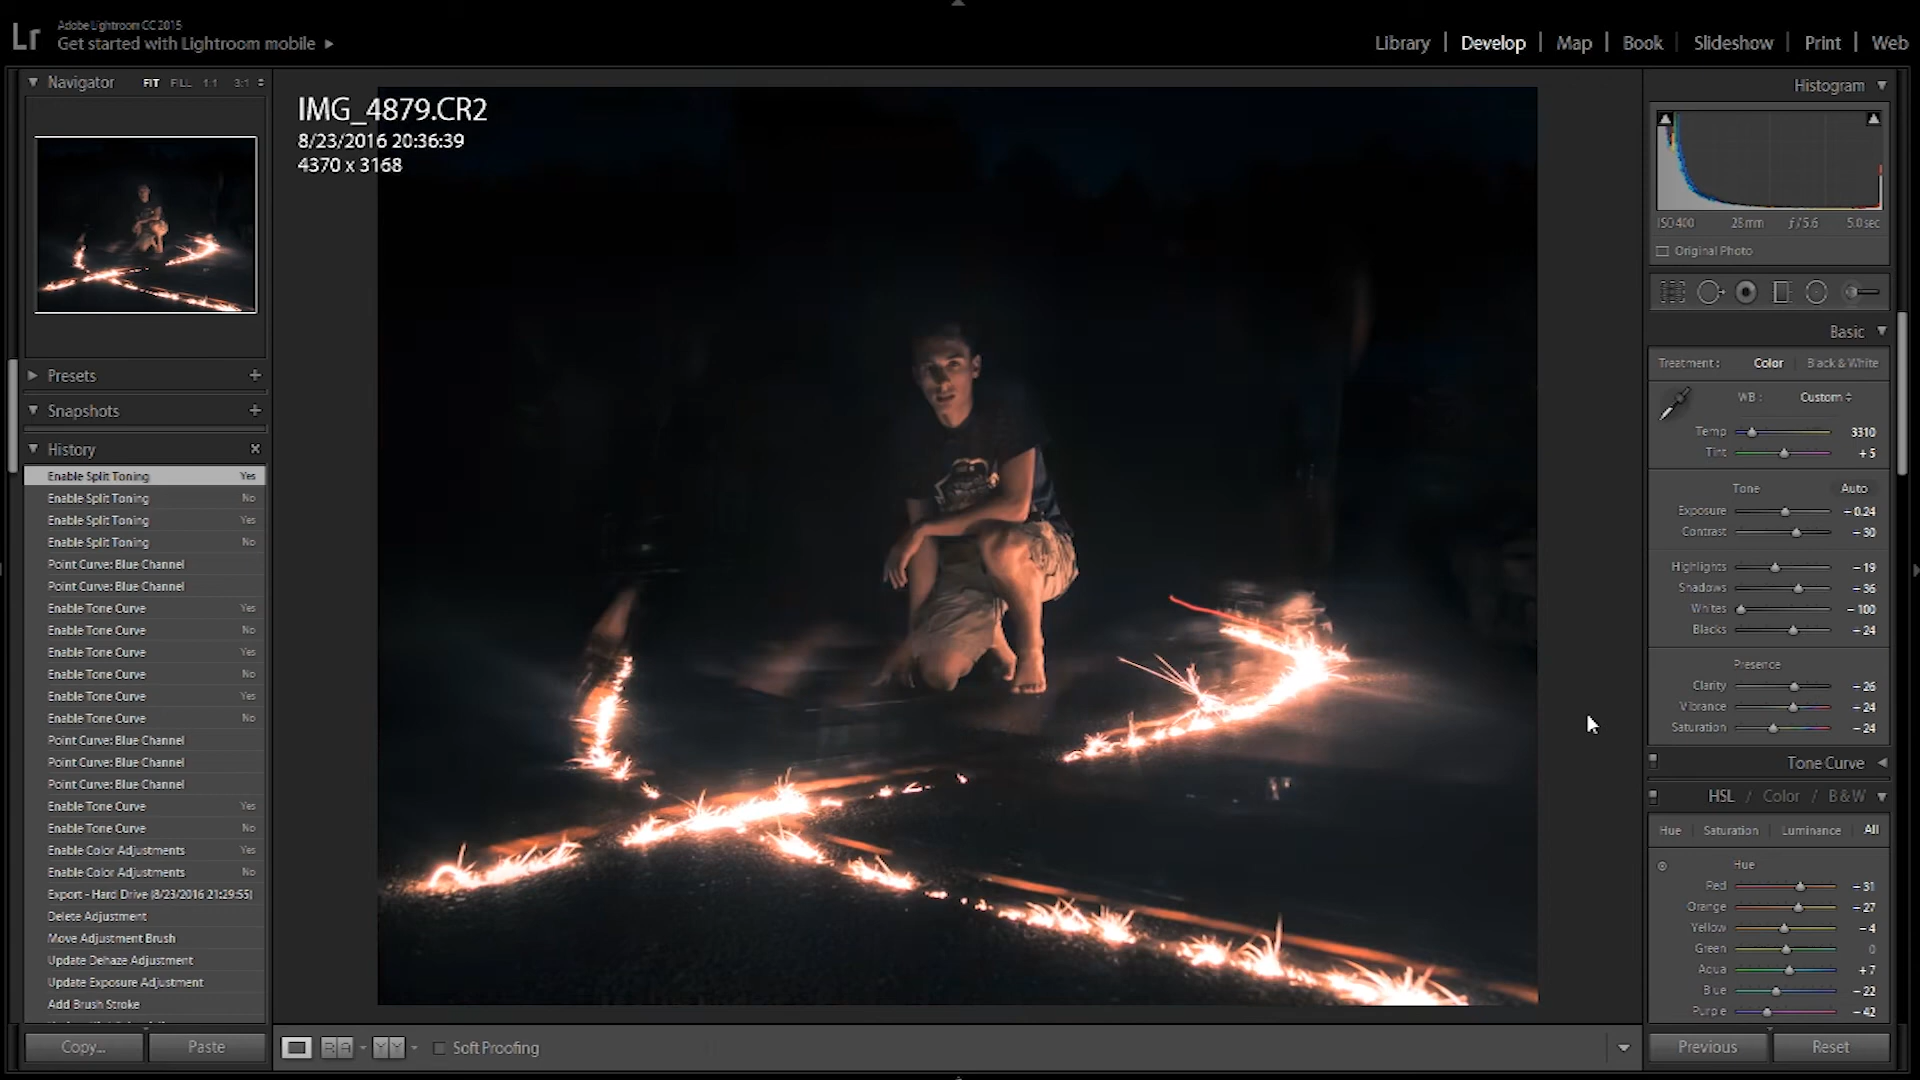 Lr
Adobe Lightroom CC 2015
Get started with Lightroom mobile
Library | Develop | Map | Book | Slideshow | Print | Web
Navigator FIT FILL 1:1 3:1
Presets +
Snapshots +
History X
Enable Split Toning Yes
Enable Split Toning No
Enable Split Toning Yes
Enable Split Toning No
Point Curve: Blue Channel
Point Curve: Blue Channel
Enable Tone Curve Yes
Enable Tone Curve No
Enable Tone Curve Yes
Enable Tone Curve No
Enable Tone Curve Yes
Enable Tone Curve No
Point Curve: Blue Channel
Point Curve: Blue Channel
Point Curve: Blue Channel
Enable Tone Curve Yes
Enable Tone Curve No
Enable Color Adjustments Yes
Enable Color Adjustments No
Export - Hard Drive (8/23/2016 21:29:55)
Delete Adjustment
Move Adjustment Brush
Update Dehaze Adjustment
Update Exposure Adjustment
Add Brush Stroke
Copy... Paste
IMG_4879.CR2
8/23/2016 20:36:39
4370 x 3168
Soft Proofing
Histogram
ISO 400 28mm f/5.6 5.0 sec
Original Photo
Basic
Treatment : Color | Black & White
WB : Custom
Temp 3310
Tint + 5
Tone Auto
Exposure – 0.24
Contrast – 30
Highlights – 19
Shadows – 36
Whites – 100
Blacks – 24
Presence
Clarity – 26
Vibrance – 24
Saturation – 24
Tone Curve
HSL / Color / B&W
Hue Saturation Luminance All
Hue
Red – 31
Orange – 27
Yellow – 4
Green 0
Aqua + 7
Blue – 22
Purple – 42
Previous Reset